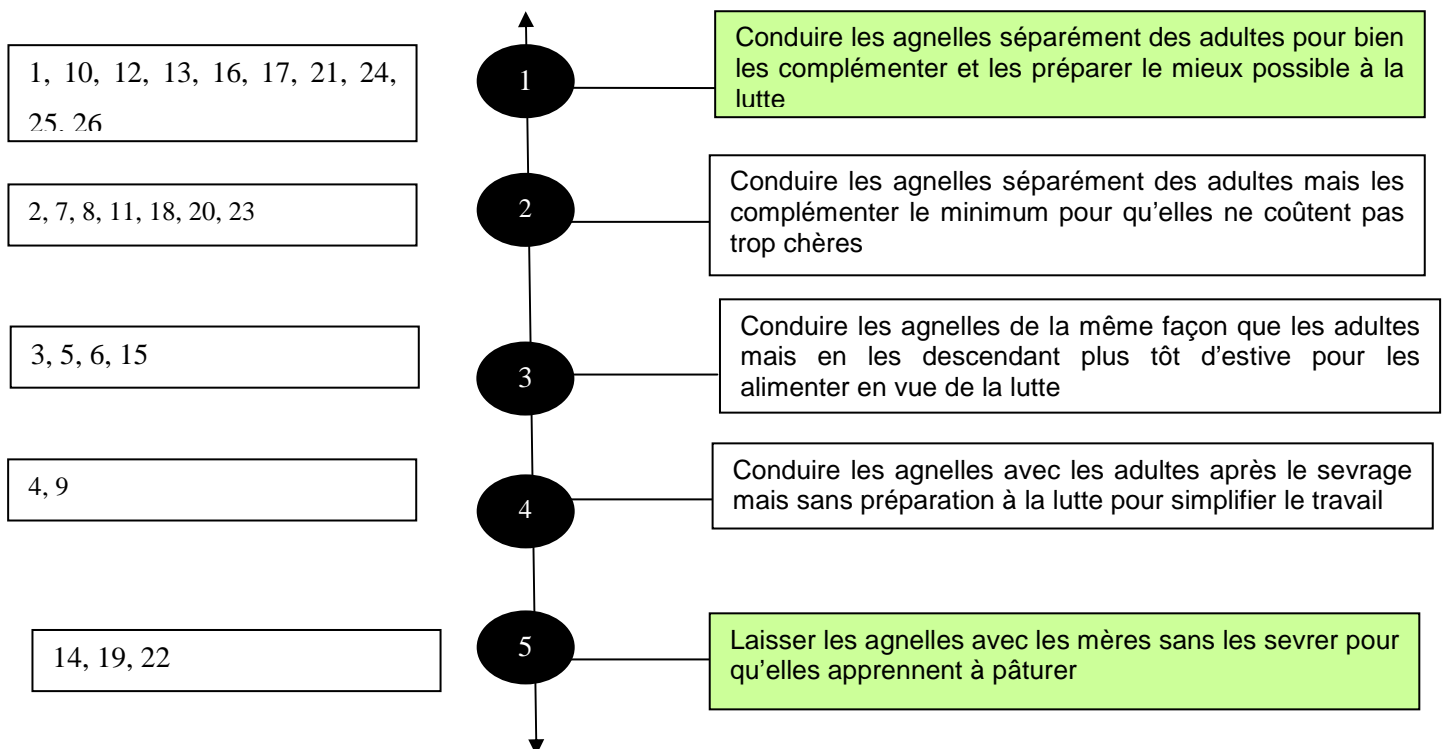 1, 10, 12, 13, 16, 17, 21, 24,
25, 26
1
Conduire les agnelles séparément des adultes pour bien
les complémenter et les préparer le mieux possible à la
lutte
2, 7, 8, 11, 18, 20, 23
2
Conduire les agnelles séparément des adultes mais les
complémenter le minimum pour qu’elles ne coûtent pas
trop chères
3, 5, 6, 15
3
Conduire les agnelles de la même façon que les adultes
mais en les descendant plus tôt d’estive pour les
alimenter en vue de la lutte
4, 9
4
Conduire les agnelles avec les adultes après le sevrage
mais sans préparation à la lutte pour simplifier le travail
14, 19, 22
5
Laisser les agnelles avec les mères sans les sevrer pour
qu’elles apprennent à pâturer